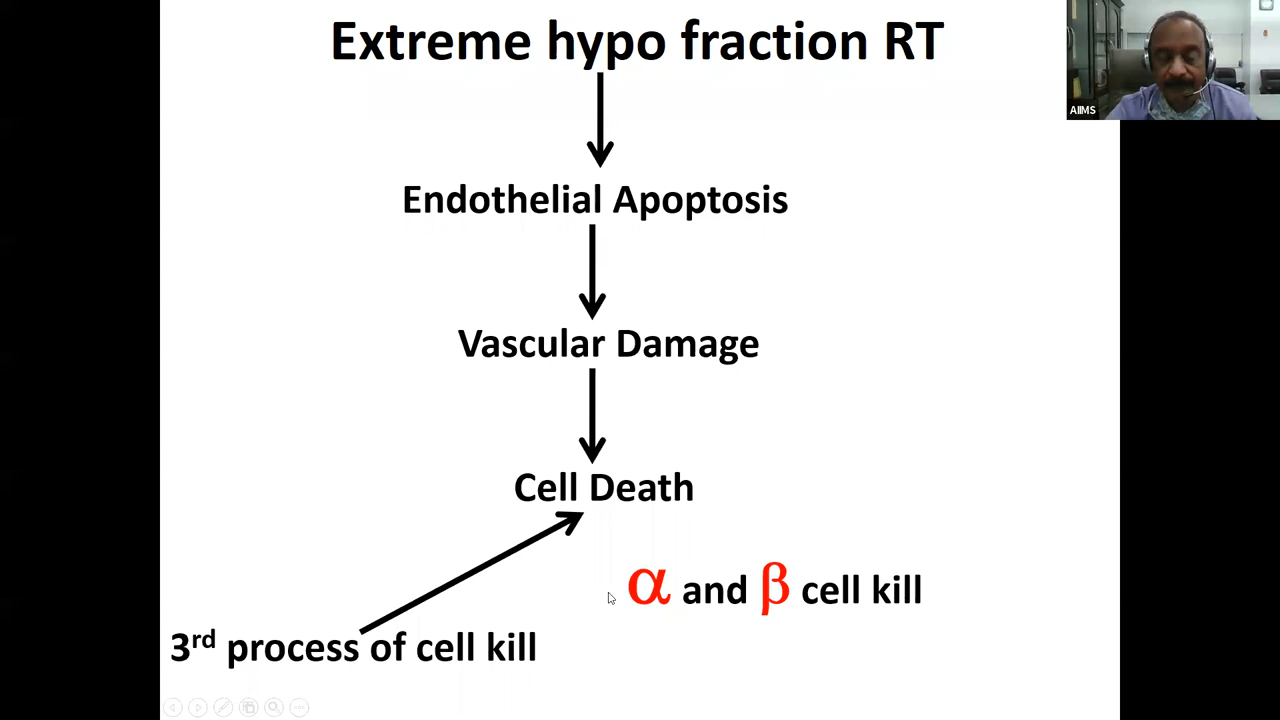 Extreme hypo fraction RT
AIIMS
Endothelial Apoptosis
Vascular Damage
Cell Death
α and β cell kill
3rd process of cell kill